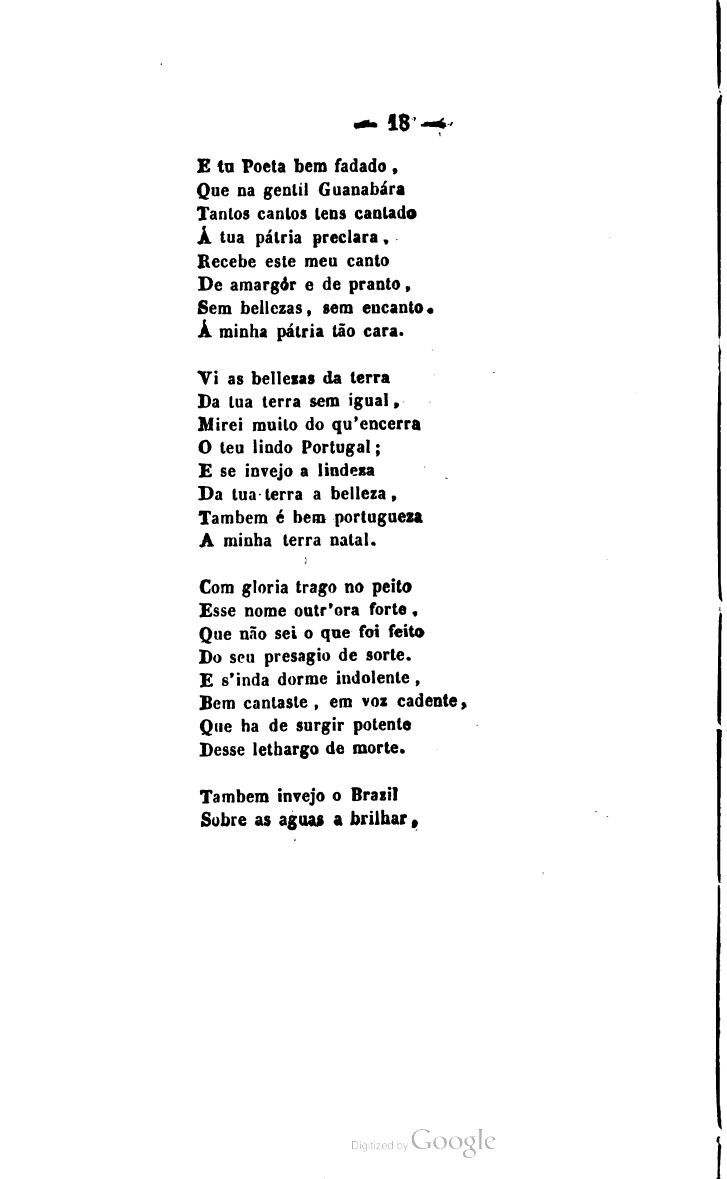 — 18 —
E tu Poeta bem fadado ,
Que na gentil Guanabára
Tantos cantos tens cantado
Á tua pátria preclara ,
Recebe este meu canto
De amargôr e de pranto ,
Sem bellezas , sem encanto .
Á minha pátria tão cara.

Vi as bellezas da terra
Da tua terra sem igual ,
Mirei muito do qu'encerra
O teu lindo Portugal ;
E se invejo a lindeza
Da tua terra a belleza ,
Tambem é bem portugueza
A minha terra natal.

Com gloria trago no peito
Esse nome outr'ora forte ,
Que não sei o que foi feito
Do seu presagio de sorte.
E s'inda dorme indolente ,
Bem cantaste , em voz cadente ,
Que ha de surgir potente
Desse lethargo de morte.

Tambem invejo o Brazil
Sobre as aguas a brilhar ,
Digitized by Google